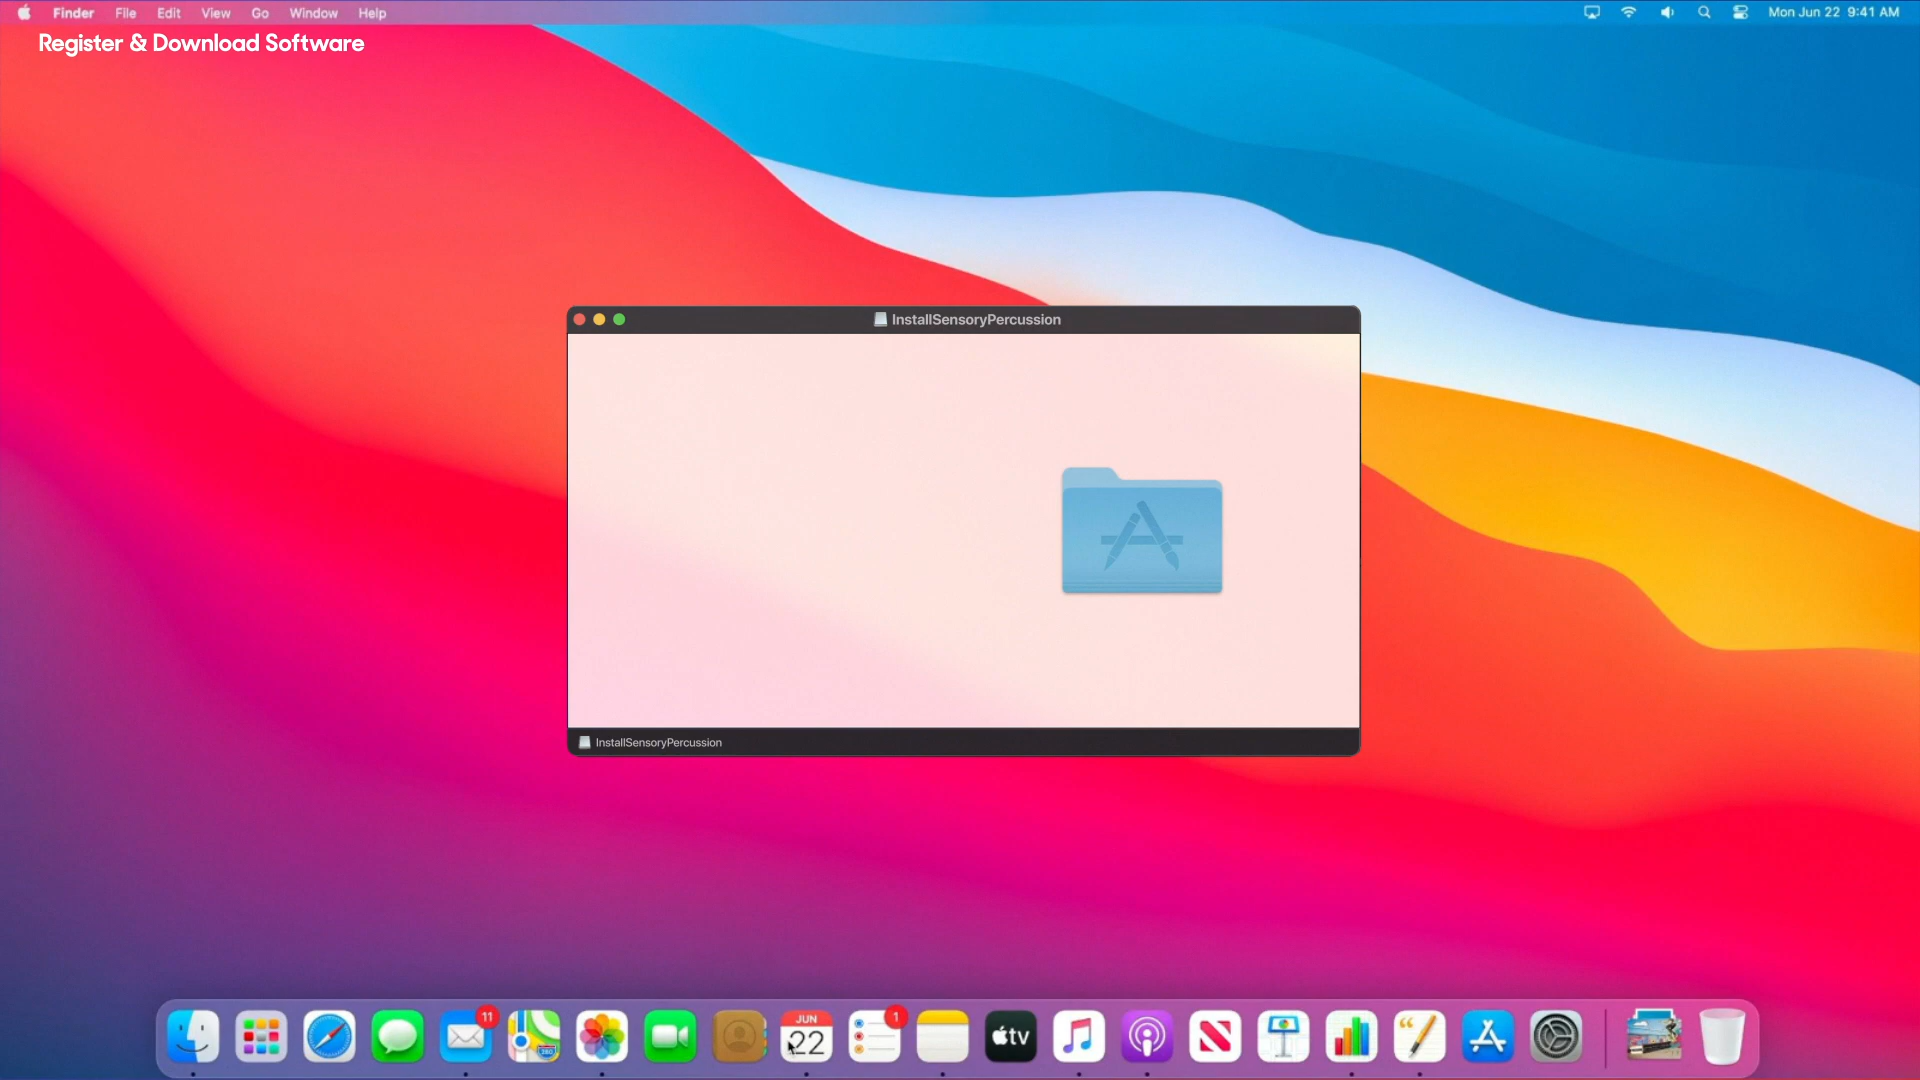 Finder File Edit View Go Window Help Mon Jun 22 9:41 AM
Register & Download Software
InstallSensoryPercussion
InstallSensoryPercussion
11
JUN
22
1
tv